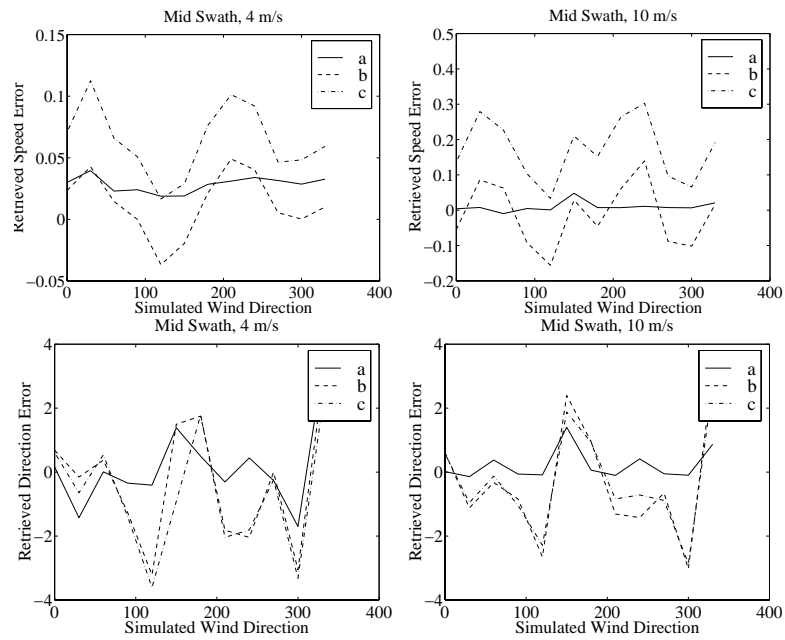 Mid Swath, 4 m/s
0.15
0.1
0.05
0
-0.05
0 100 200 300 400
Retrieved Speed Error
Simulated Wind Direction
a
b
c
Mid Swath, 10 m/s
0.5
0.4
0.3
0.2
0.1
0
-0.1
0.2
0 100 200 300 400
Retrieved Speed Error
Simulated Wind Direction
a
b
c
Mid Swath, 4 m/s
4
2
0
-2
-4
0 100 200 300 400
Retrieved Direction Error
Simulated Wind Direction
a
b
c
Mid Swath, 10 m/s
4
2
0
-2
-4
0 100 200 300 400
Retrieved Direction Error
Simulated Wind Direction
a
b
c